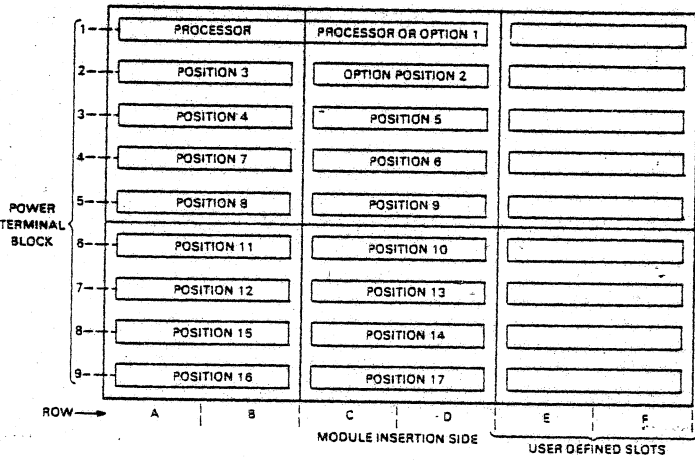 1 PROCESSOR PROCESSOR OR OPTION 1
2 POSITION 3 OPTION POSITION 2
3 POSITION 4 POSITION 5
4 POSITION 7 POSITION 6
5 POSITION 8 POSITION 9
POWER TERMINAL BLOCK
6 POSITION 11 POSITION 10
7 POSITION 12 POSITION 13
8 POSITION 15 POSITION 14
9 POSITION 16 POSITION 17
ROW A B C D E F
MODULE INSERTION SIDE
USER DEFINED SLOTS